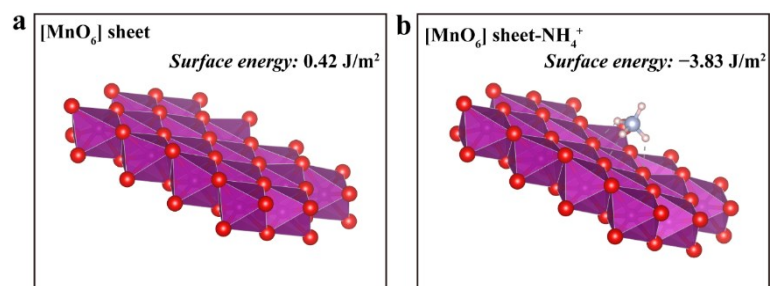 a
[MnO₆] sheet
Surface energy: 0.42 J/m²
b
[MnO₆] sheet-NH₄⁺
Surface energy: −3.83 J/m²